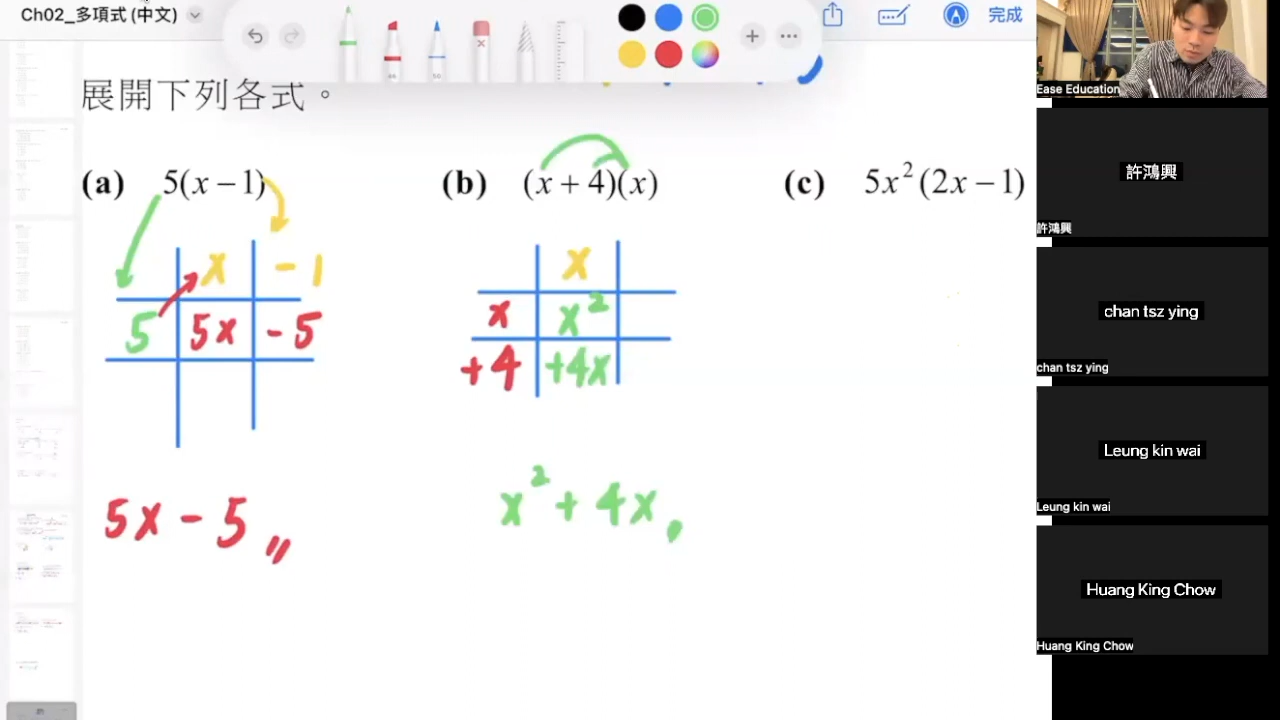 Ch02_多項式 (中文)
完成
展開下列各式。
(a) 5(x − 1)
(b) (x + 4)(x)
(c) 5x²(2x − 1)
x - 1
5 5x - 5
x
x x²
+4 +4x
5x - 5
x² + 4x
Ease Education
許鴻興
許鴻興
chan tsz ying
chan tsz ying
Leung kin wai
Leung kin wai
Huang King Chow
Huang King Chow